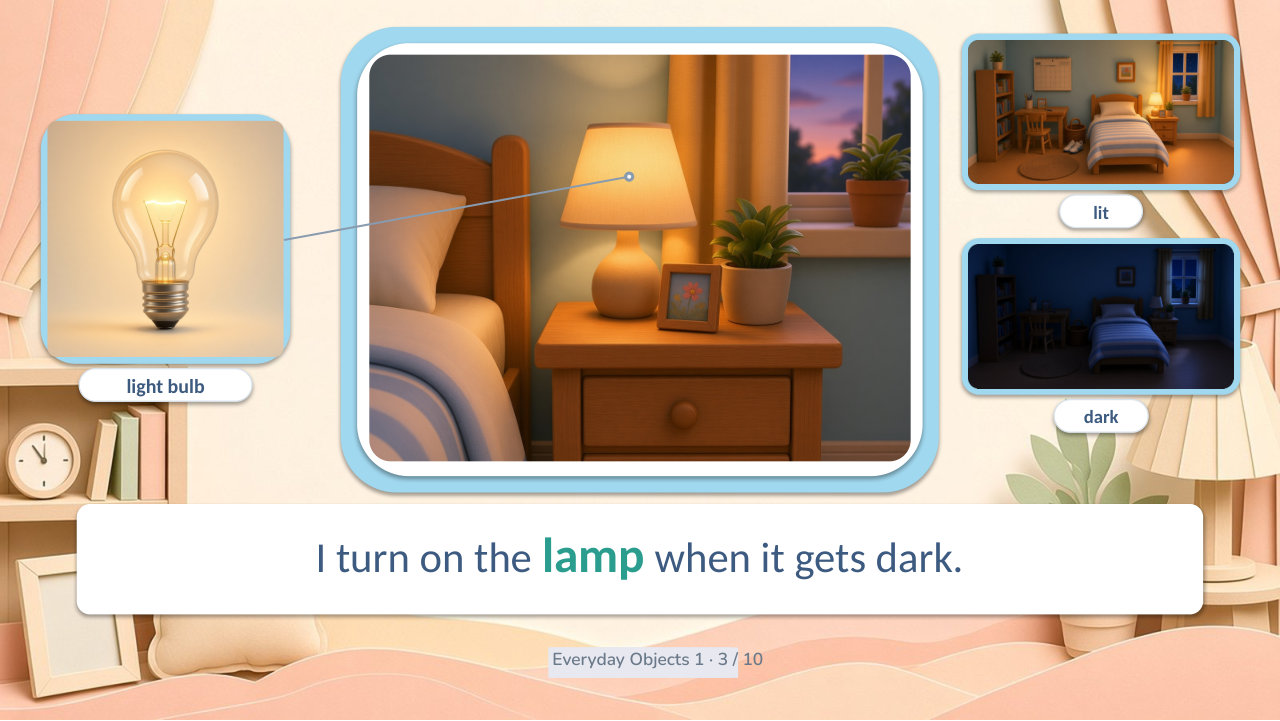 light bulb
lit
dark
I turn on the lamp when it gets dark.
Everyday Objects 1 · 3 / 10